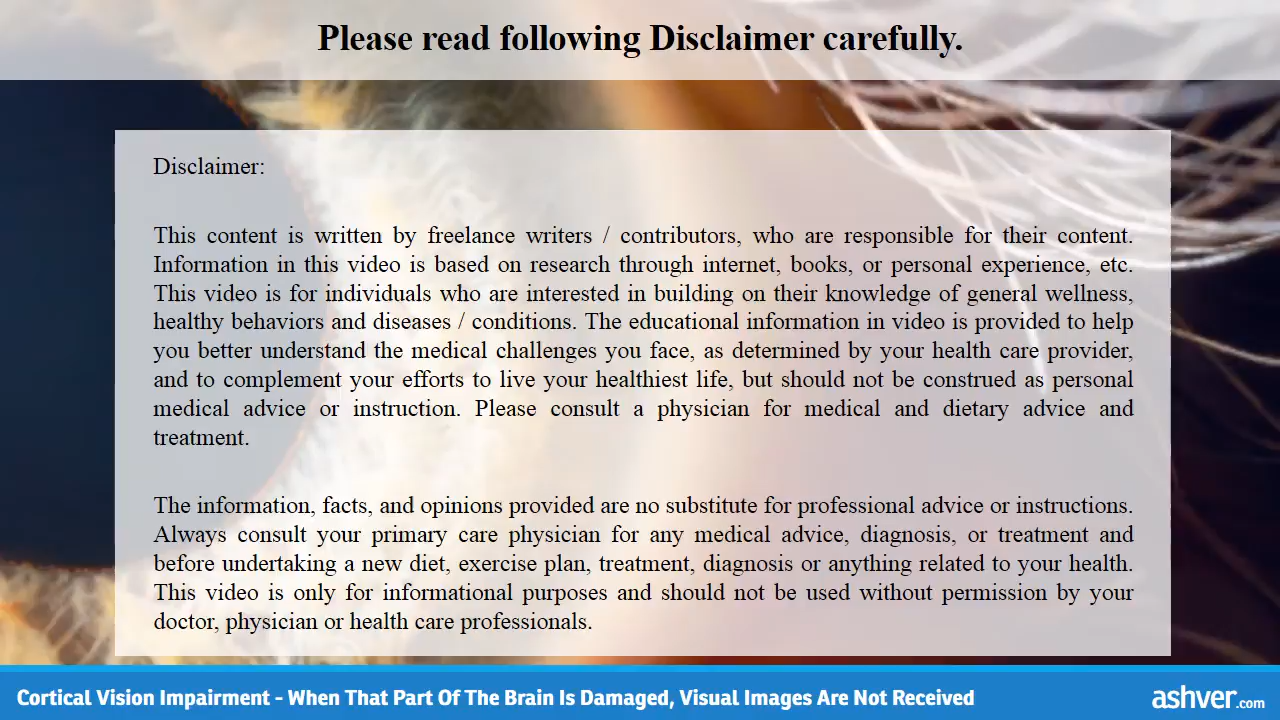 Please read following Disclaimer carefully.
Disclaimer:
This content is written by freelance writers / contributors, who are responsible for their content.
Information in this video is based on research through internet, books, or personal experience, etc.
This video is for individuals who are interested in building on their knowledge of general wellness,
healthy behaviors and diseases / conditions. The educational information in video is provided to help
you better understand the medical challenges you face, as determined by your health care provider,
and to complement your efforts to live your healthiest life, but should not be construed as personal
medical advice or instruction. Please consult a physician for medical and dietary advice and
treatment.
The information, facts, and opinions provided are no substitute for professional advice or instructions.
Always consult your primary care physician for any medical advice, diagnosis, or treatment and
before undertaking a new diet, exercise plan, treatment, diagnosis or anything related to your health.
This video is only for informational purposes and should not be used without permission by your
doctor, physician or health care professionals.
Cortical Vision Impairment - When That Part Of The Brain Is Damaged, Visual Images Are Not Received
ashver.com